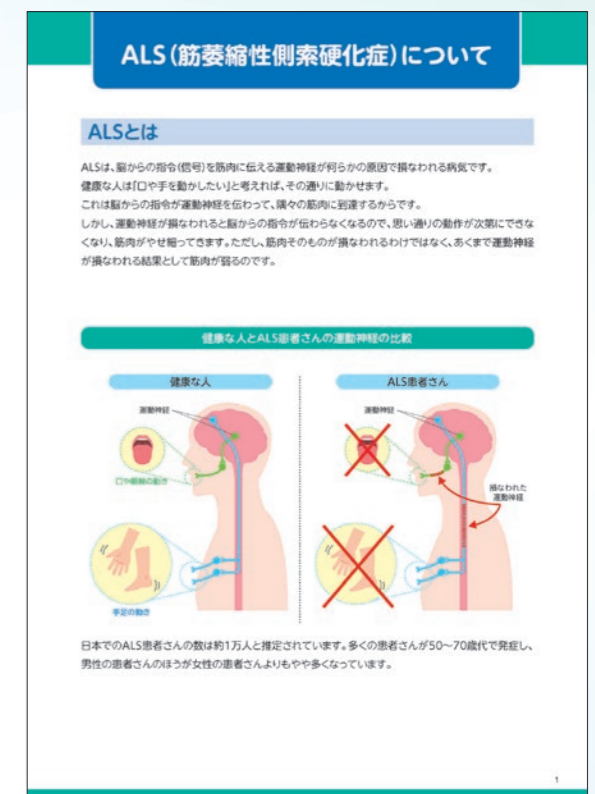 ALS(筋萎縮性側索硬化症)について
ALSとは
ALSは、脳からの指令(信号)を筋肉に伝える運動神経が何らかの原因で損なわれる病気です。
健康な人は「口や手を動かしたい」と考えれば、その通りに動かせます。
これは脳からの指令が運動神経を伝わって、隅々の筋肉に到達するからです。
しかし、運動神経が損なわれると脳からの指令が伝わらなくなるので、思い通りの動作が次第にできな
くなり、筋肉がやせ細ってきます。ただし、筋肉そのものが損なわれるわけではなく、あくまで運動神経
が損なわれる結果として筋肉が弱るのです。
健康な人とALS患者さんの運動神経の比較
健康な人
運動神経
口や眼瞼の動き
手足の動き
ALS患者さん
運動神経
損なわれた
運動神経
日本でのALS患者さんの数は約1万人と推定されています。多くの患者さんが50〜70歳代で発症し、
男性の患者さんのほうが女性の患者さんよりもやや多くなっています。
1